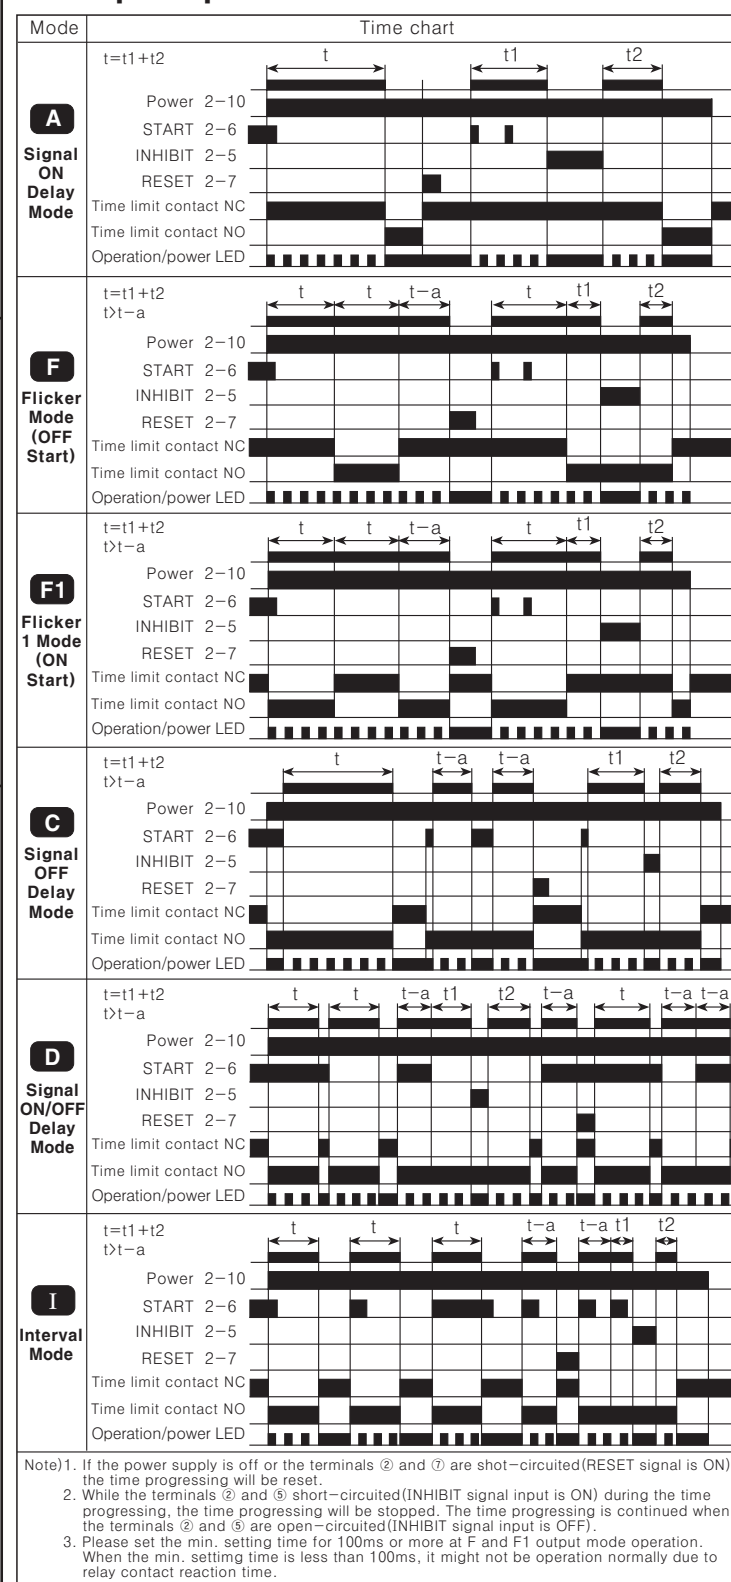 Mode Time chart
t=t1+t2 t t1 t2
Power 2-10
START 2-6
INHIBIT 2-5
RESET 2-7
Time limit contact NC
Time limit contact NO
Operation/power LED
A
Signal
ON
Delay
Mode
t=t1+t2 t t t-a t t1 t2
t>t-a
Power 2-10
START 2-6
INHIBIT 2-5
RESET 2-7
Time limit contact NC
Time limit contact NO
Operation/power LED
F
Flicker
Mode
(OFF
Start)
t=t1+t2 t t t-a t t1 t2
t>t-a
Power 2-10
START 2-6
INHIBIT 2-5
RESET 2-7
Time limit contact NC
Time limit contact NO
Operation/power LED
F1
Flicker
1 Mode
(ON
Start)
t=t1+t2 t t-a t-a t1 t2
t>t-a
Power 2-10
START 2-6
INHIBIT 2-5
RESET 2-7
Time limit contact NC
Time limit contact NO
Operation/power LED
C
Signal
OFF
Delay
Mode
t=t1+t2 t t t-a t1 t2 t-a t t-a t-a
t>t-a
Power 2-10
START 2-6
INHIBIT 2-5
RESET 2-7
Time limit contact NC
Time limit contact NO
Operation/power LED
D
Signal
ON/OFF
Delay
Mode
t=t1+t2 t t t t-a t-a t1 t2
t>t-a
Power 2-10
START 2-6
INHIBIT 2-5
RESET 2-7
Time limit contact NC
Time limit contact NO
Operation/power LED
I
Interval
Mode
Note)1. If the power supply is off or the terminals ② and ⑦ are shot-circuited(RESET signal is ON)
the time progressing will be reset.
2. While the terminals ② and ⑤ short-circuited(INHIBIT signal input is ON) during the time
progressing, the time progressing will be stopped. The time progressing is continued when
the terminals ② and ⑤ are open-circuited(INHIBIT signal input is OFF).
3. Please set the min. setting time for 100ms or more at F and F1 output mode operation.
When the min. settimg time is less than 100ms, it might not be operation normally due to
relay contact reaction time.